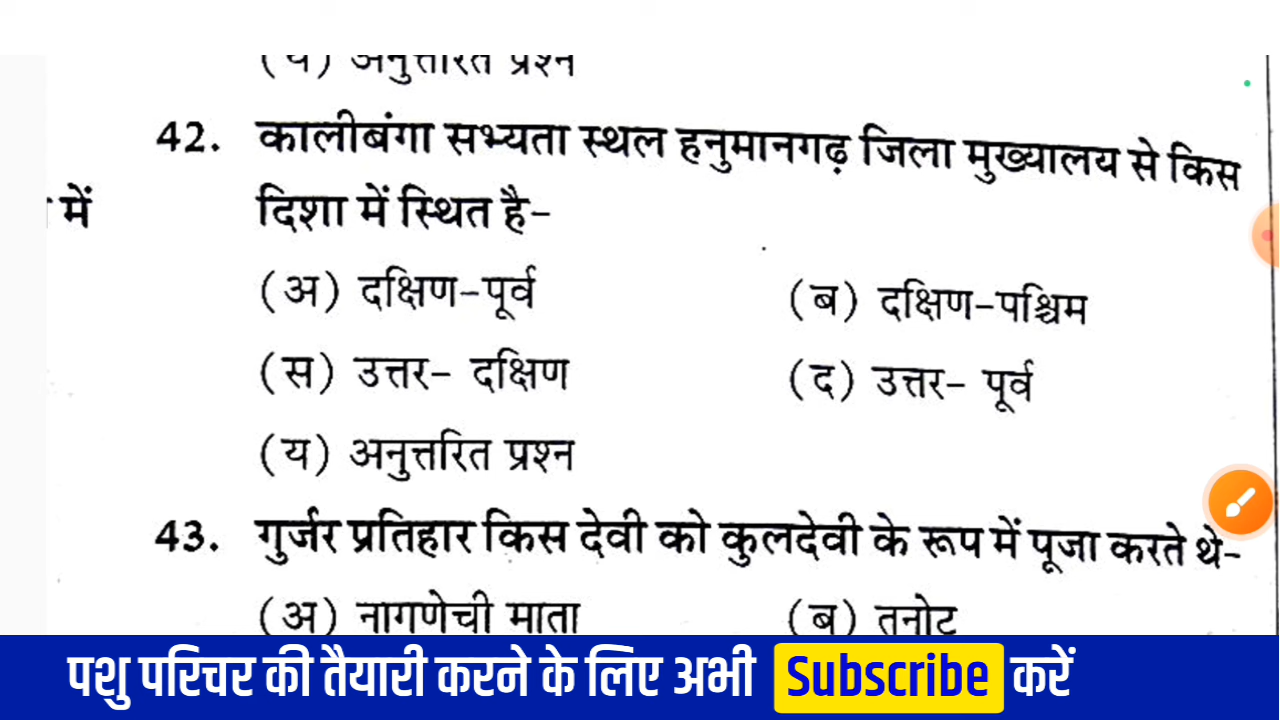 (य) अनुत्तरित प्रश्न
42. कालीबंगा सभ्यता स्थल हनुमानगढ़ जिला मुख्यालय से किस
में दिशा में स्थित है-
(अ) दक्षिण-पूर्व (ब) दक्षिण-पश्चिम
(स) उत्तर- दक्षिण (द) उत्तर- पूर्व
(य) अनुत्तरित प्रश्न
43. गुर्जर प्रतिहार किस देवी को कुलदेवी के रूप में पूजा करते थे-
(अ) नागणेची माता (ब) तनोट
पशु परिचर की तैयारी करने के लिए अभी Subscribe करें